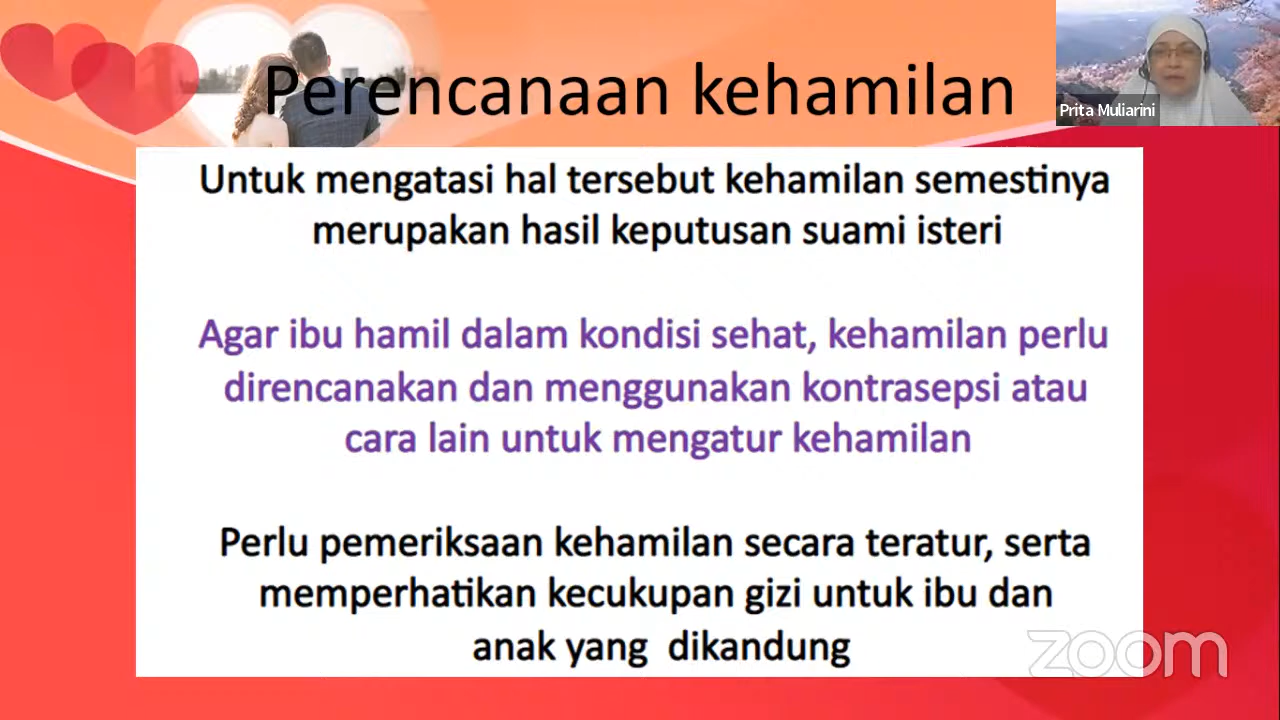 Perencanaan kehamilan
Prita Muliarini
Untuk mengatasi hal tersebut kehamilan semestinya
merupakan hasil keputusan suami isteri
Agar ibu hamil dalam kondisi sehat, kehamilan perlu
direncanakan dan menggunakan kontrasepsi atau
cara lain untuk mengatur kehamilan
Perlu pemeriksaan kehamilan secara teratur, serta
memperhatikan kecukupan gizi untuk ibu dan
anak yang  dikandung
zoom